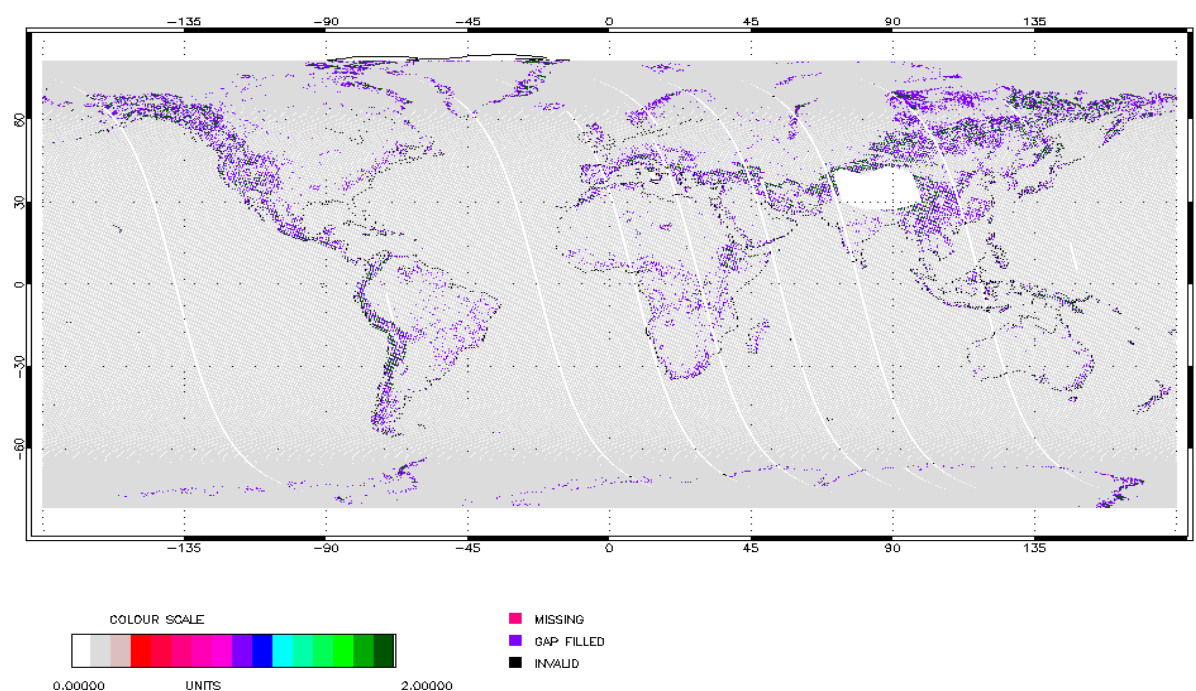 -135 -90 -45 0 45 90 135
60
30
0
-30
-60
-135 -90 -45 0 45 90 135
COLOUR SCALE
MISSING
GAP FILLED
INVALID
0.00000 UNITS 2.00000